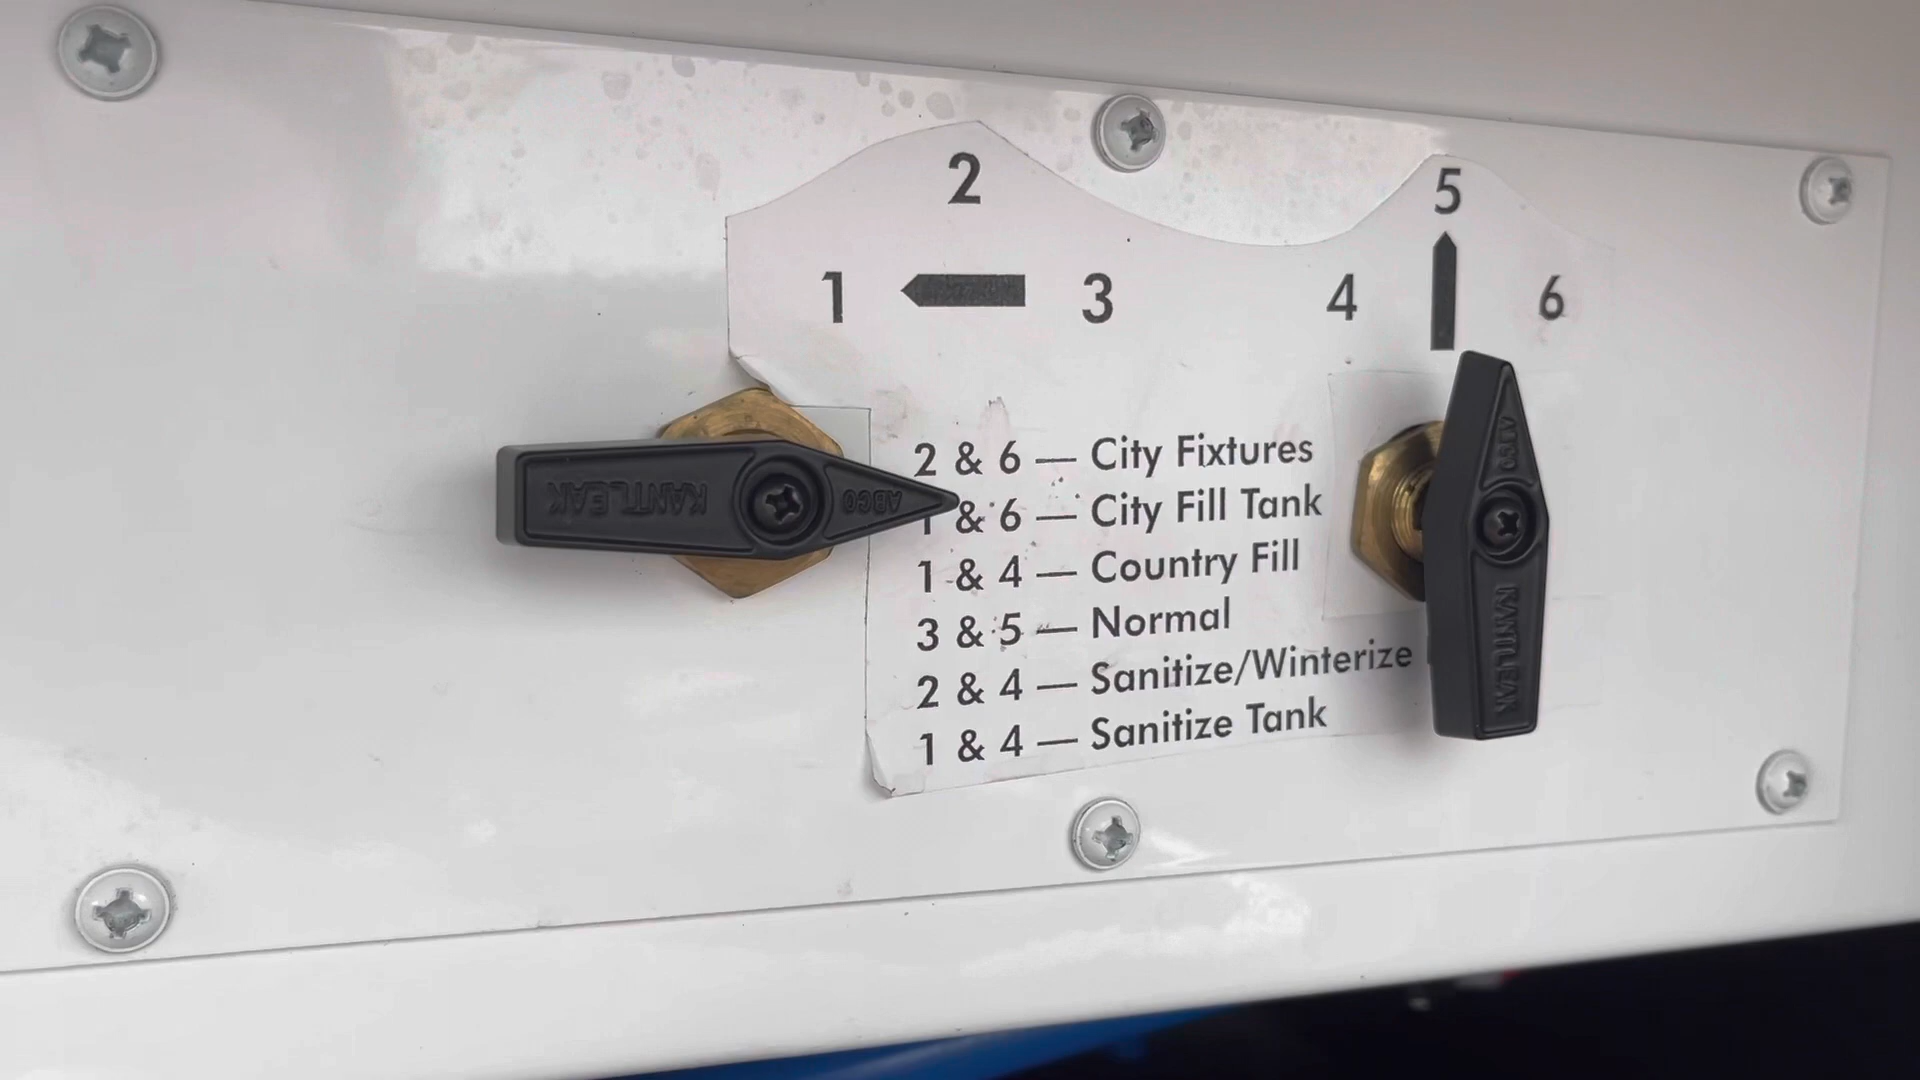 2
5
1
3
4
6
2 & 6 — City Fixtures
1 & 6 — City Fill Tank
1 & 4 — Country Fill
3 & 5 — Normal
2 & 4 — Sanitize/Winterize
1 & 4 — Sanitize Tank
KANTLEAK
ABCO
ABCO
KANTLEAK